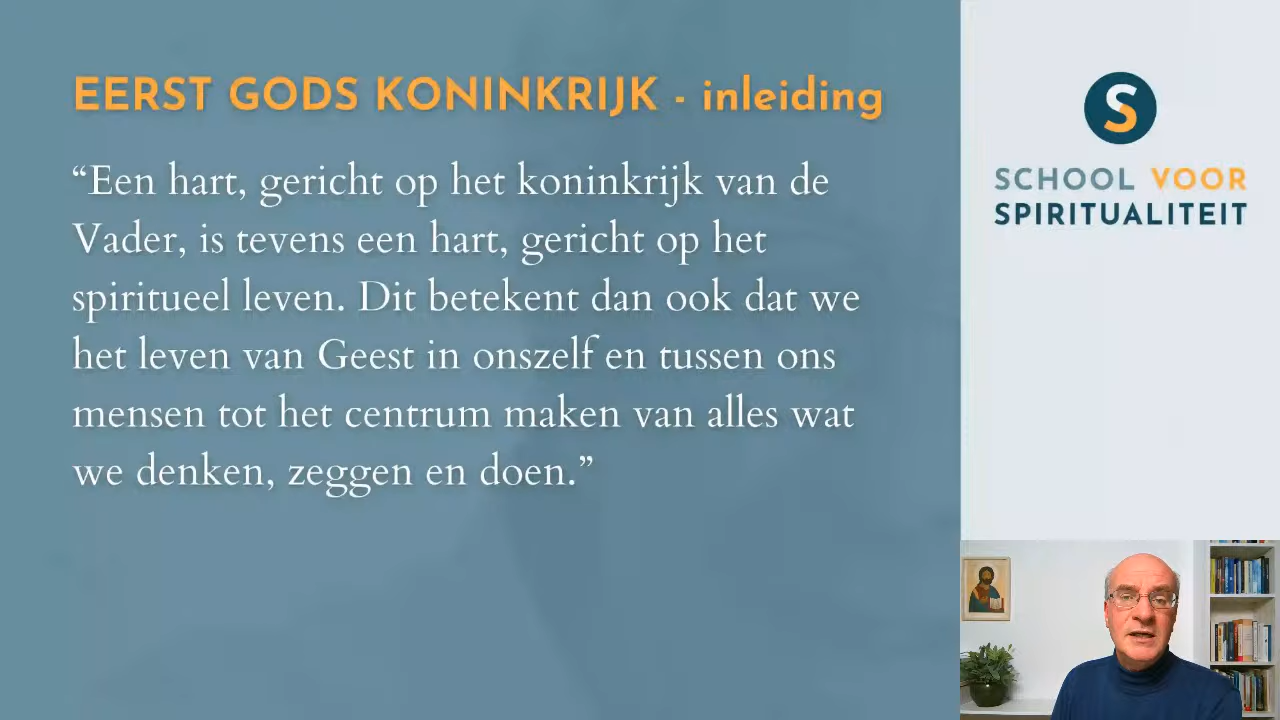 EERST GODS KONINKRIJK - inleiding
“Een hart, gericht op het koninkrijk van de
Vader, is tevens een hart, gericht op het
spiritueel leven. Dit betekent dan ook dat we
het leven van Geest in onszelf en tussen ons
mensen tot het centrum maken van alles wat
we denken, zeggen en doen.”
S
SCHOOL VOOR
SPIRITUALITEIT